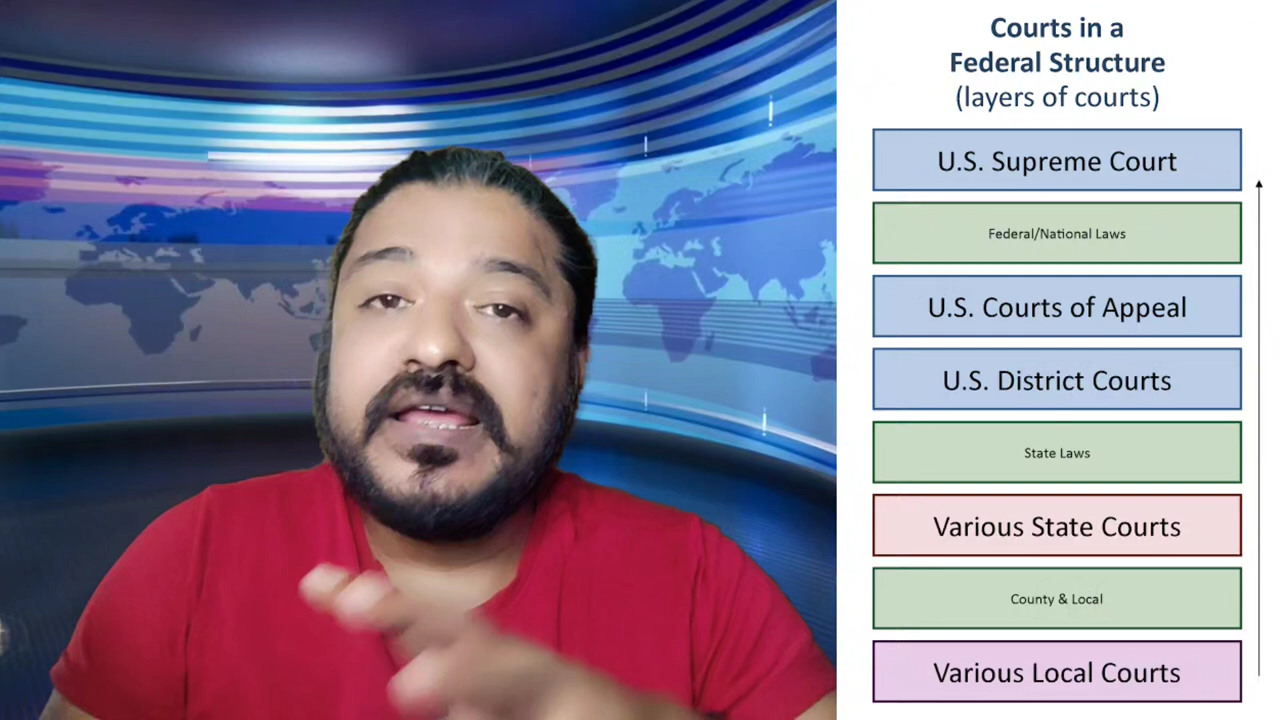 Courts in a
Federal Structure
(layers of courts)
U.S. Supreme Court
Federal/National Laws
U.S. Courts of Appeal
U.S. District Courts
State Laws
Various State Courts
County & Local
Various Local Courts